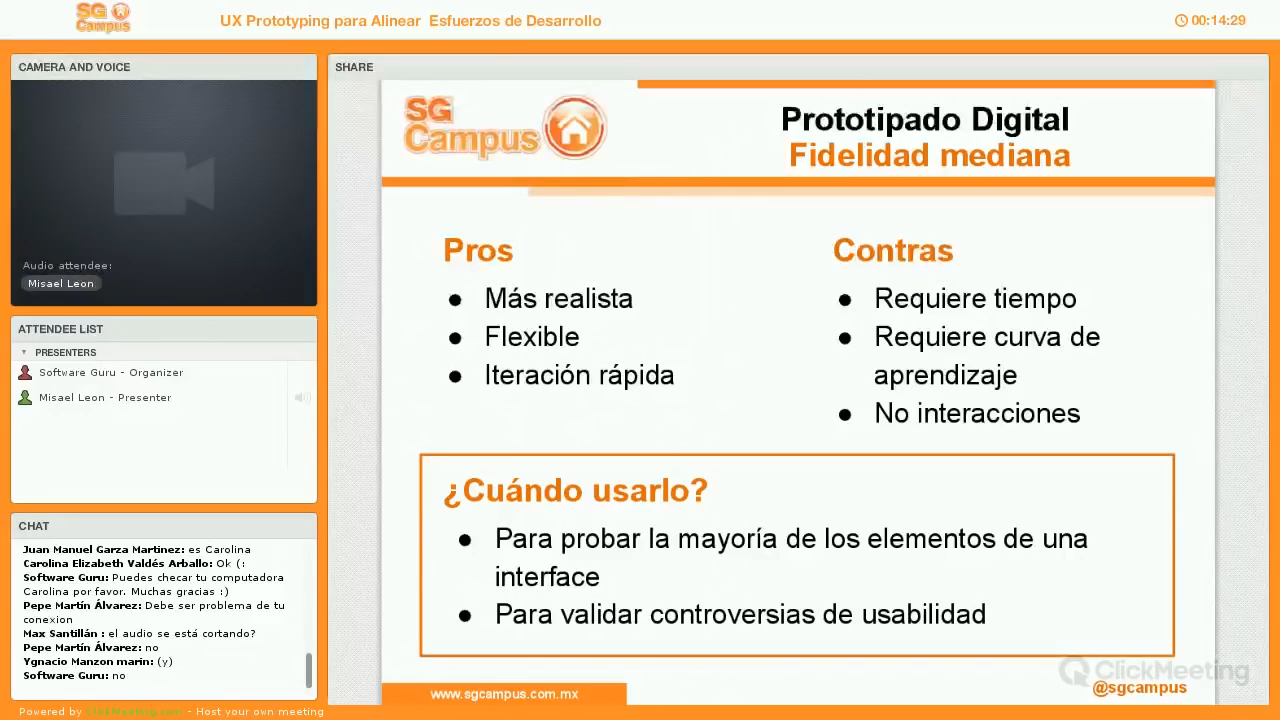 SG Campus
UX Prototyping para Alinear Esfuerzos de Desarrollo
00:14:29
CAMERA AND VOICE
Audio attendee:
Misael Leon
ATTENDEE LIST
PRESENTERS
Software Guru - Organizer
Misael Leon - Presenter
CHAT
Juan Manuel Garza Martinez: es Carolina
Carolina Elizabeth Valdés Arballo: Ok (:
Software Guru: Puedes checar tu computadora
Carolina por favor. Muchas gracias :)
Pepe Martín Álvarez: Debe ser problema de tu
conexion
Max Santillán : el audio se está cortando?
Pepe Martín Álvarez: no
Ygnacio Manzon marin: (y)
Software Guru: no
Powered by ClickMeeting.com - Host your own meeting
SHARE
SG
Campus
Prototipado Digital
Fidelidad mediana
Pros
● Más realista
● Flexible
● Iteración rápida
Contras
● Requiere tiempo
● Requiere curva de
aprendizaje
● No interacciones
¿Cuándo usarlo?
● Para probar la mayoría de los elementos de una
interface
● Para validar controversias de usabilidad
www.sgcampus.com.mx
ClickMeeting
@sgcampus